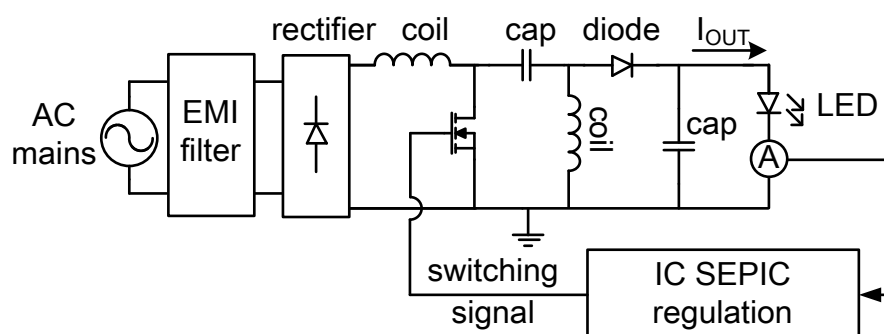 rectifier
coil
cap
diode
I_OUT
AC
mains
EMI
filter
coil
cap
LED
A
switching
signal
IC SEPIC
regulation